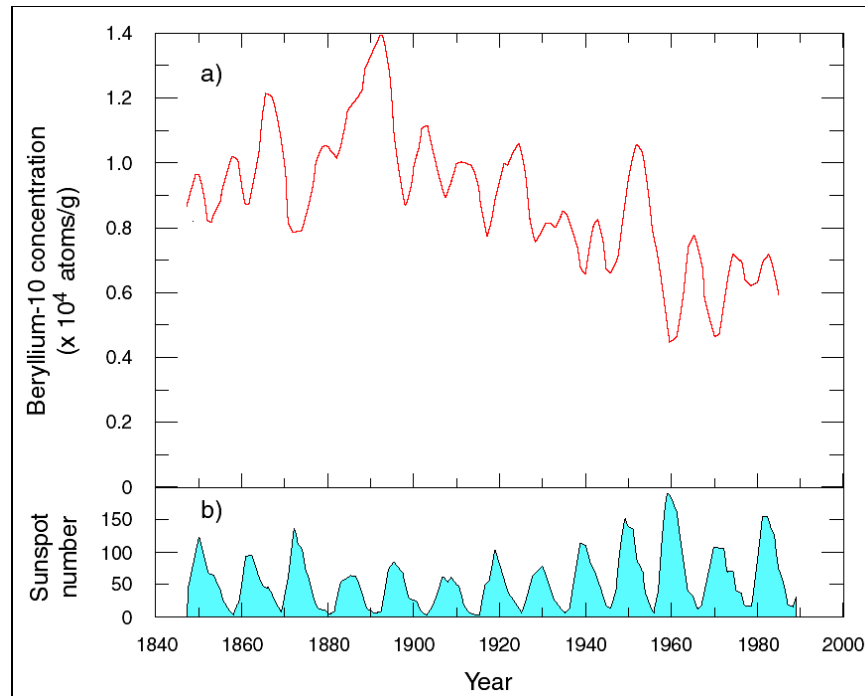 a)
Beryllium-10 concentration
(x 10⁴ atoms/g)
1.4
1.2
1.0
0.8
0.6
0.4
0.2
0
b)
Sunspot
number
150
100
50
0
1840 1860 1880 1900 1920 1940 1960 1980 2000
Year